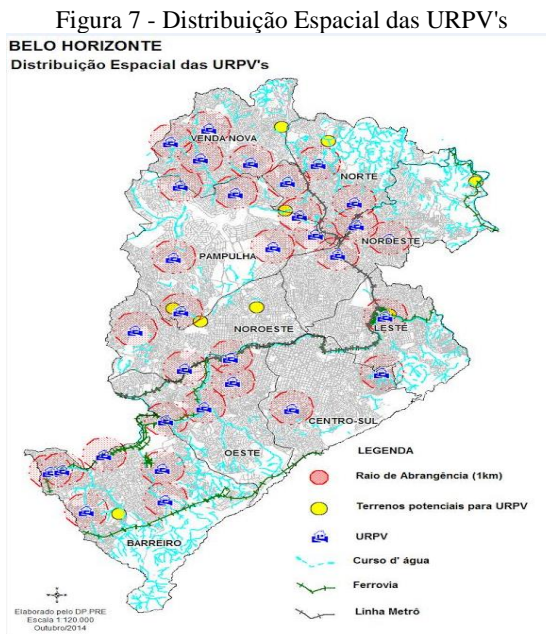 Figura 7 - Distribuição Espacial das URPV's
BELO HORIZONTE
Distribuição Espacial das URPV's
VENDA NOVA
NORTE
NORDESTE
PAMPULHA
NOROESTE
LESTE
CENTRO-SUL
OESTE
BARREIRO
LEGENDA
Raio de Abrangência (1km)
Terrenos potenciais para URPV
URPV
Curso d' água
Ferrovia
Linha Metrô
Elaborado pelo DP.PRE
Escala 1:120.000
Outubro/2014